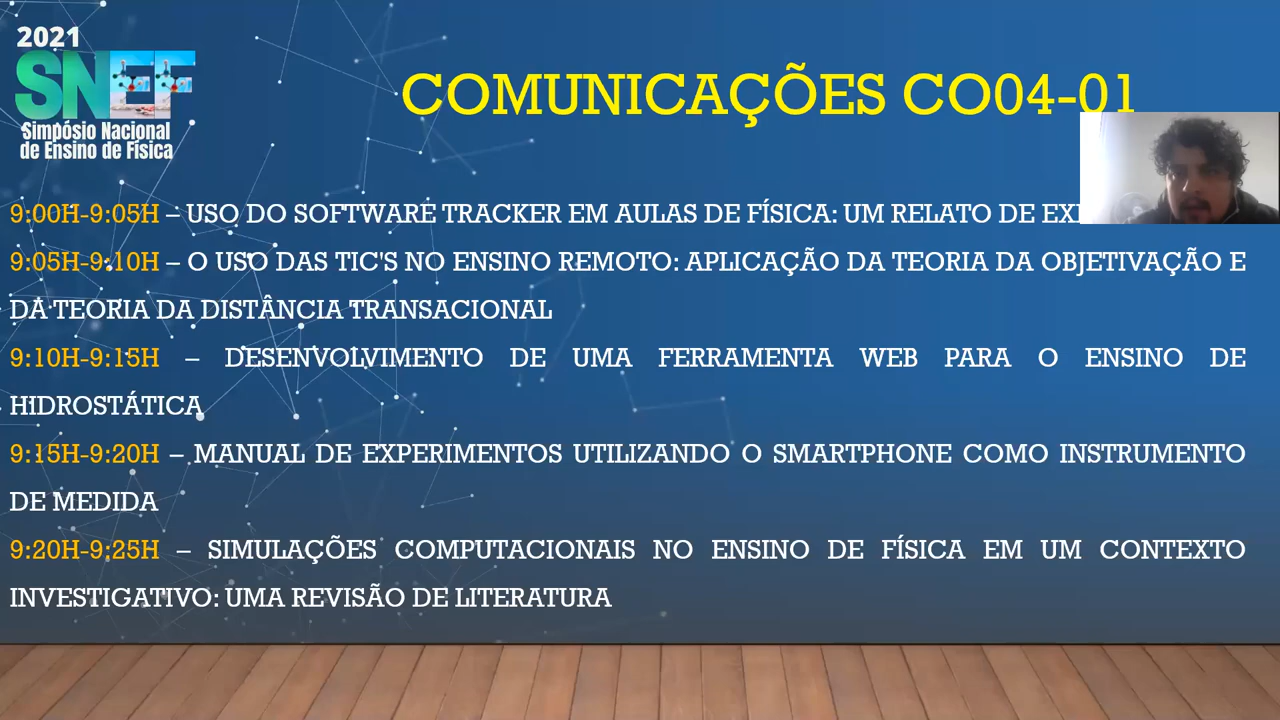 2021
SNEF
Simpósio Nacional
de Ensino de Física
COMUNICAÇÕES CO04-01
9:00H-9:05H – USO DO SOFTWARE TRACKER EM AULAS DE FÍSICA: UM RELATO DE
9:05H-9:10H – O USO DAS TIC'S NO ENSINO REMOTO: APLICAÇÃO DA TEORIA DA OBJETIVAÇÃO E
DA TEORIA DA DISTÂNCIA TRANSACIONAL
9:10H-9:15H – DESENVOLVIMENTO DE UMA FERRAMENTA WEB PARA O ENSINO DE
HIDROSTÁTICA
9:15H-9:20H – MANUAL DE EXPERIMENTOS UTILIZANDO O SMARTPHONE COMO INSTRUMENTO
DE MEDIDA
9:20H-9:25H – SIMULAÇÕES COMPUTACIONAIS NO ENSINO DE FÍSICA EM UM CONTEXTO
INVESTIGATIVO: UMA REVISÃO DE LITERATURA